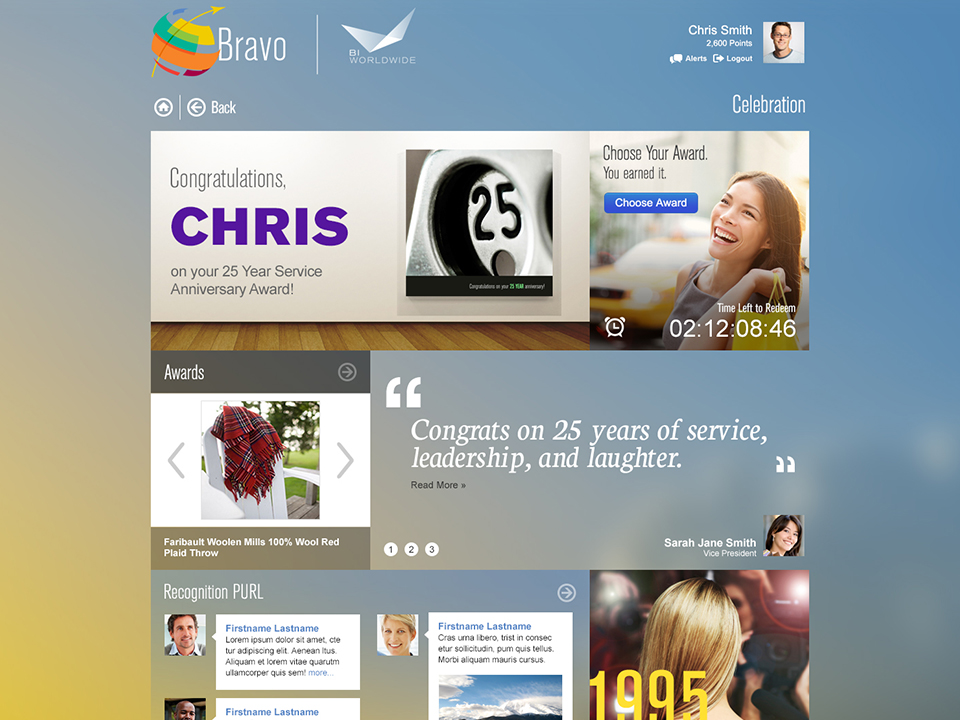 Bravo
BI
WORLDWIDE
Chris Smith
2,600 Points
Alerts
Logout
Back
Celebration
Congratulations,
CHRIS
on your 25 Year Service
Anniversary Award!
25
Congratulations on your 25 YEAR anniversary!
Choose Your Award.
You earned it.
Choose Award
Time Left to Redeem
02:12:08:46
Awards
Faribault Woolen Mills 100% Wool Red
Plaid Throw
“
Congrats on 25 years of service,
leadership, and laughter.
”
Read More »
1 2 3
Sarah Jane Smith
Vice President
Recognition PURL
Firstname Lastname
Lorem ipsum dolor sit amet, cte
tur adipiscing elit. Aenean ltus.
Aliquam et lorem vitae quarutm
ullamcorper quis sem! more...
Firstname Lastname
Cras urna libero, trist in consec
etur sollicitudin, pum quis tellus.
Morbi aliquam mauris cursus.
Firstname Lastname
1995